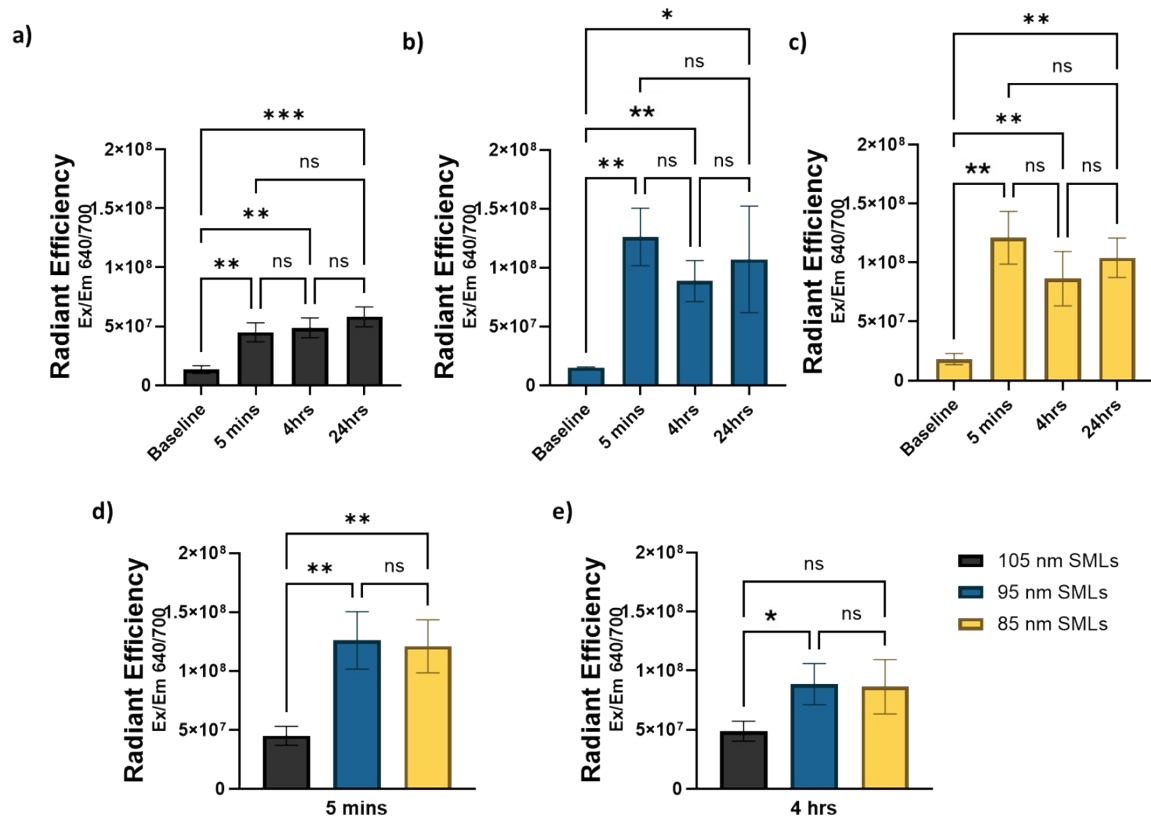 a)
***
ns
**
**
ns
ns
2×10⁸
1.5×10⁸
1×10⁸
5×10⁷
0
Radiant Efficiency
Ex/Em 640/700
Baseline
5 mins
4hrs
24hrs
b)
*
ns
**
**
ns
ns
2×10⁸
1.5×10⁸
1×10⁸
5×10⁷
0
Radiant Efficiency
Ex/Em 640/700
Baseline
5 mins
4hrs
24hrs
c)
**
ns
**
**
ns
ns
2×10⁸
1.5×10⁸
1×10⁸
5×10⁷
0
Radiant Efficiency
Ex/Em 640/700
Baseline
5 mins
4hrs
24hrs
d)
**
**
ns
2×10⁸
1.5×10⁸
1×10⁸
5×10⁷
0
Radiant Efficiency
Ex/Em 640/700
5 mins
e)
ns
*
ns
2×10⁸
1.5×10⁸
1×10⁸
5×10⁷
0
Radiant Efficiency
Ex/Em 640/700
4 hrs
105 nm SMLs
95 nm SMLs
85 nm SMLs